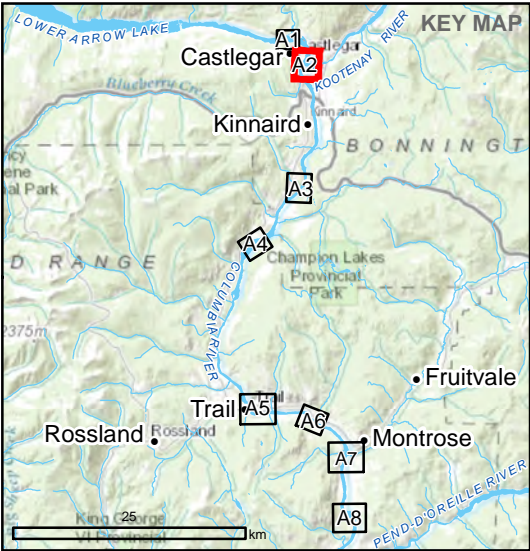 KEY MAP
LOWER ARROW LAKE
A1
Castlegar
A2
KOOTENAY RIVER
Blueberry Creek
Kinnaird
Kinnaird
BONNINGT
A3
A4
Champion Lakes
Provincial
Park
D RANGE
COLUMBIA RIVER
2375m
Fruitvale
Trail
A5
A6
Rossland
Rossland
Montrose
A7
A8
PEND-D'OREILLE RIVER
King George
VI Provincial
25
km